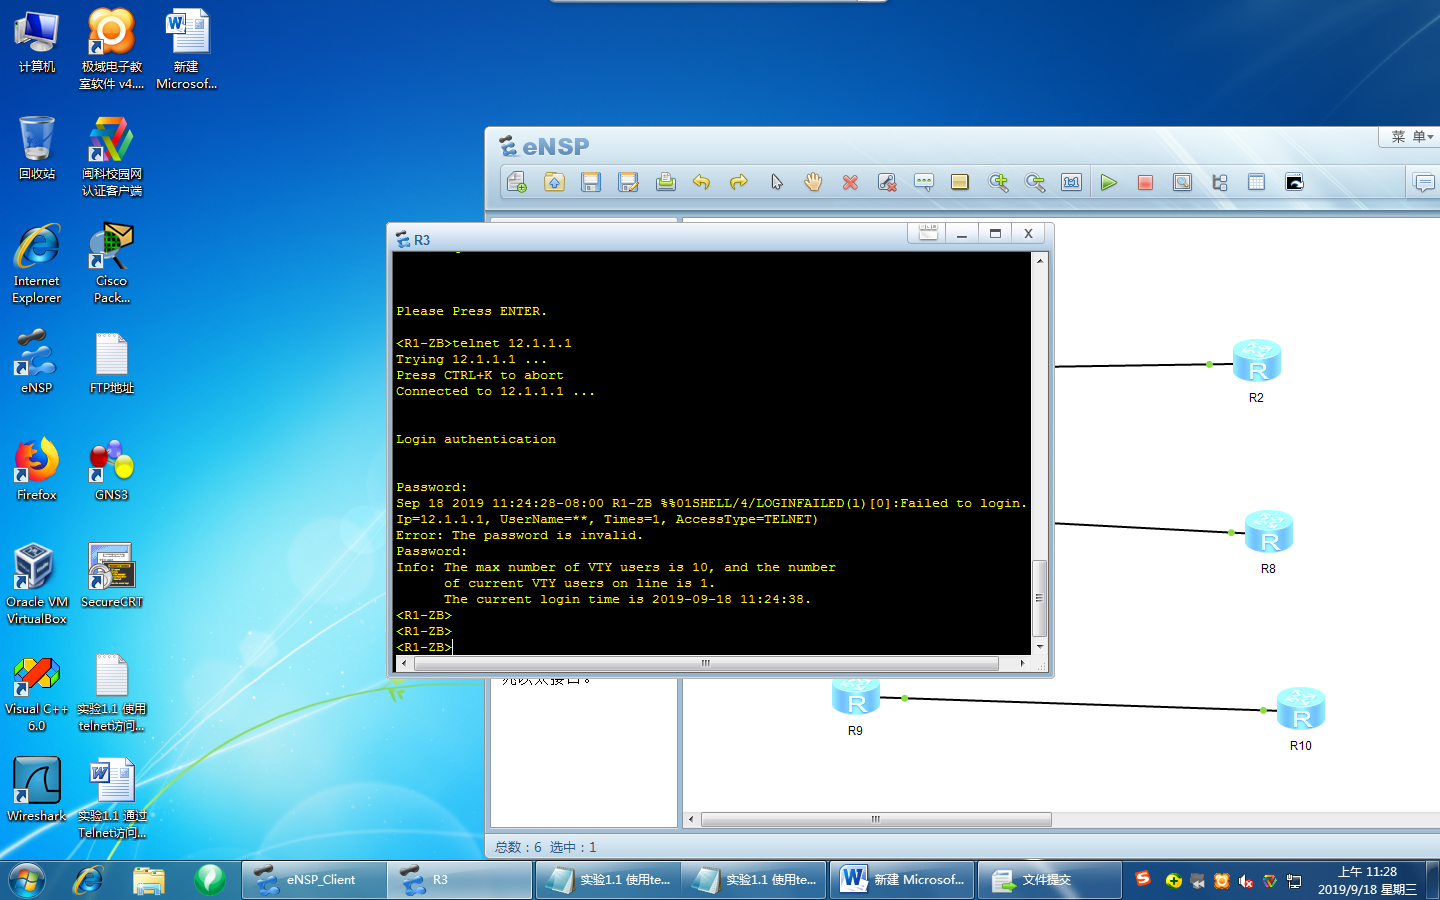 计算机
极域电子教
室软件 v4....
新建
Microsof...
回收站
闽科校园网
认证客户端
Internet
Explorer
Cisco
Pack...
eNSP
FTP地址
Firefox
GNS3
Oracle VM
VirtualBox
SecureCRT
Visual C++
6.0
实验1.1 使用
telnet访问...
Wireshark
实验1.1 通过
Telnet访问...
eNSP
菜 单
1:1
R3
Please Press ENTER.
<R1-ZB>telnet 12.1.1.1
Trying 12.1.1.1 ...
Press CTRL+K to abort
Connected to 12.1.1.1 ...
Login authentication
Password:
Sep 18 2019 11:24:28-08:00 R1-ZB %%01SHELL/4/LOGINFAILED(l)[0]:Failed to login.
Ip=12.1.1.1, UserName=**, Times=1, AccessType=TELNET)
Error: The password is invalid.
Password:
Info: The max number of VTY users is 10, and the number
of current VTY users on line is 1.
The current login time is 2019-09-18 11:24:38.
<R1-ZB>
<R1-ZB>
<R1-ZB>
R
R2
R
R8
R
R9
R
R10
总数：6 选中：1
eNSP_Client
R3
实验1.1 使用te...
实验1.1 使用te...
新建 Microsof...
文件提交
上午 11:28
2019/9/18 星期三